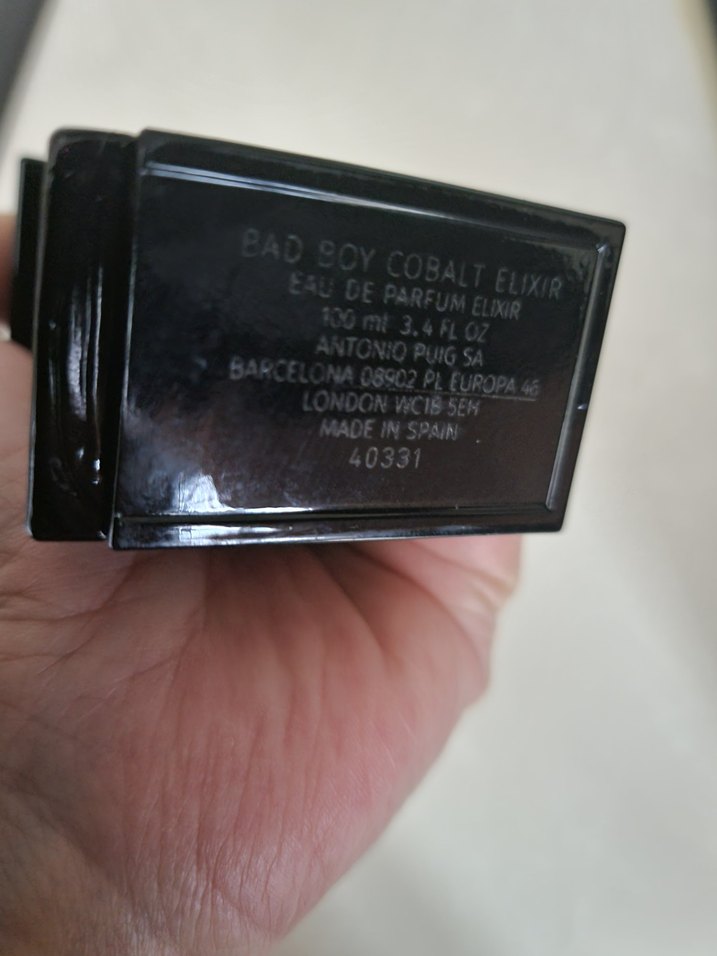 BAD BOY COBALT ELIXIR
EAU DE PARFUM ELIXIR
100 ml 3.4 FL OZ
ANTONIO PUIG SA
BARCELONA 08902 PL EUROPA 46
LONDON WC1B 5EH
MADE IN SPAIN
40331